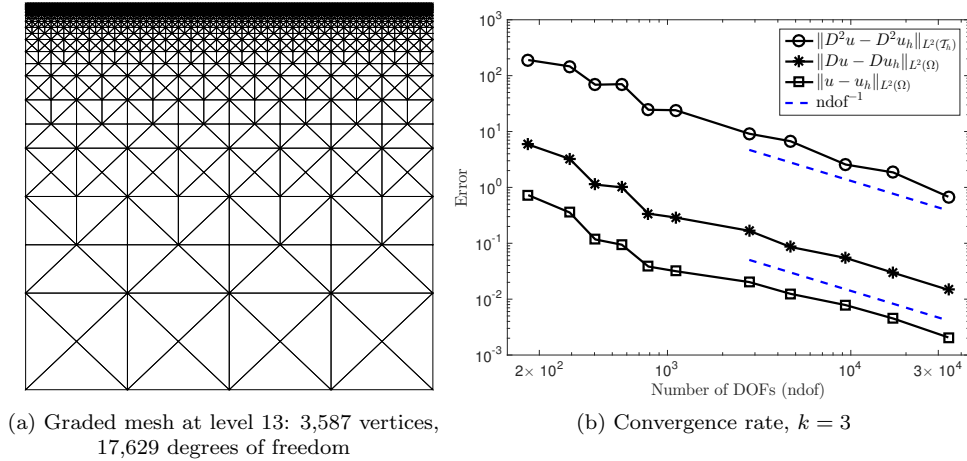 10^3
10^2
10^1
10^0
10^-1
10^-2
10^-3
Error
‖D²u − D²u_h‖_{L²(𝒯_h)}
‖Du − Du_h‖_{L²(Ω)}
‖u − u_h‖_{L²(Ω)}
ndof^-1
2 × 10^2
10^3
10^4
3 × 10^4
Number of DOFs (ndof)
(a) Graded mesh at level 13: 3,587 vertices,
17,629 degrees of freedom
(b) Convergence rate, k = 3